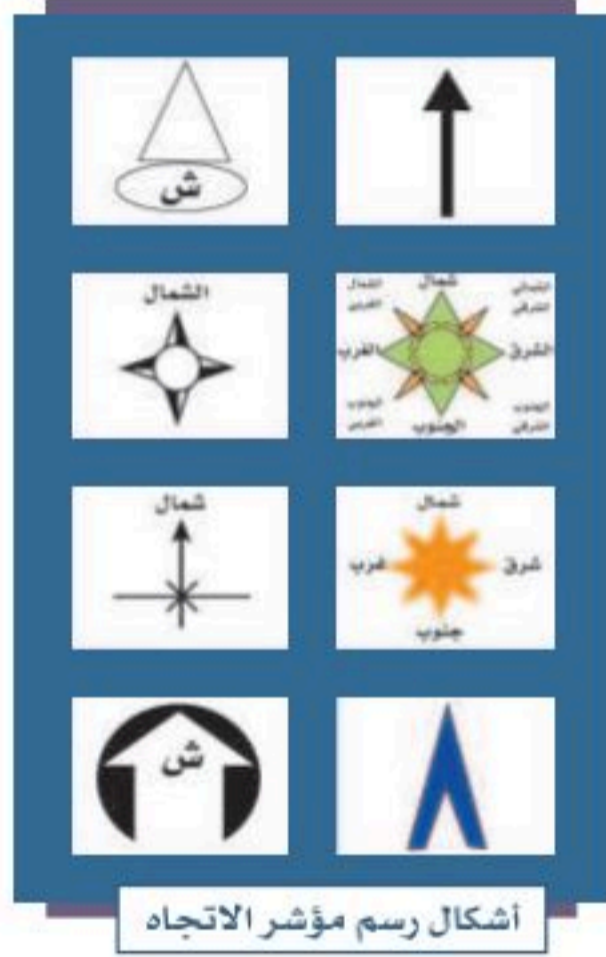 ش
شمال
الشمال الشرقي
الشمال الغربي
الشرق
الغرب
الجنوب الشرقي
الجنوب الغربي
الجنوب
الشمال
شمال
شرق
غرب
جنوب
شمال
ش
أشكال رسم مؤشر الاتجاه